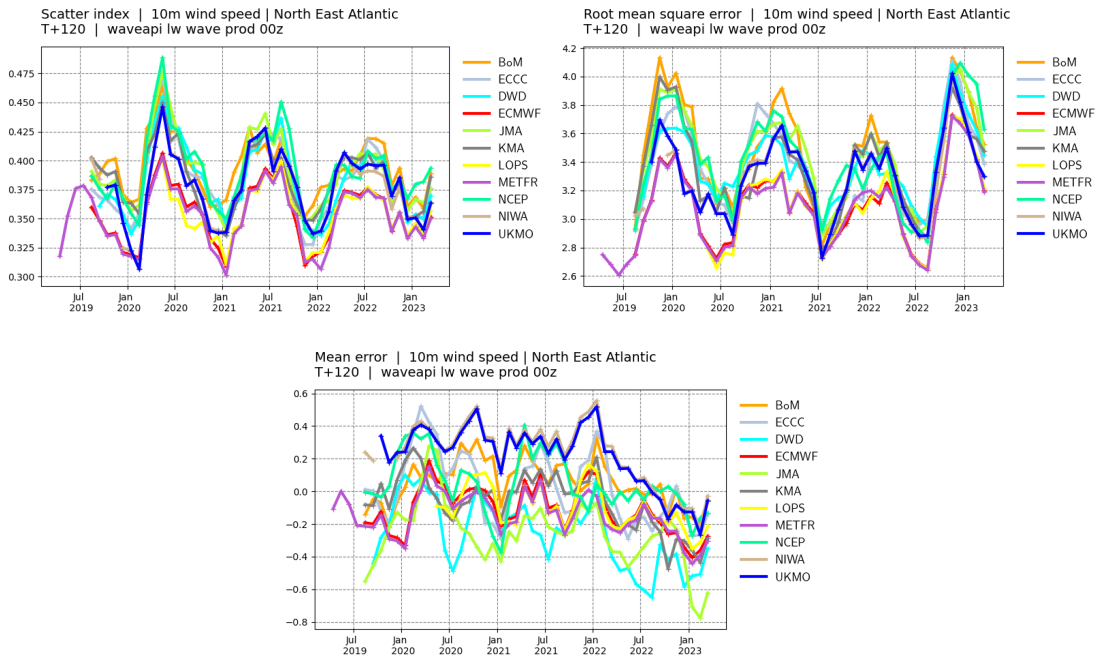 Scatter index | 10m wind speed | North East Atlantic
T+120 | waveapi lw wave prod 00z
0.475
0.450
0.425
0.400
0.375
0.350
0.325
0.300
Jul 2019
Jan 2020
Jul 2020
Jan 2021
Jul 2021
Jan 2022
Jul 2022
Jan 2023
BoM
ECCC
DWD
ECMWF
JMA
KMA
LOPS
METFR
NCEP
NIWA
UKMO
Root mean square error | 10m wind speed | North East Atlantic
T+120 | waveapi lw wave prod 00z
4.2
4.0
3.8
3.6
3.4
3.2
3.0
2.8
2.6
Jul 2019
Jan 2020
Jul 2020
Jan 2021
Jul 2021
Jan 2022
Jul 2022
Jan 2023
BoM
ECCC
DWD
ECMWF
JMA
KMA
LOPS
METFR
NCEP
NIWA
UKMO
Mean error | 10m wind speed | North East Atlantic
T+120 | waveapi lw wave prod 00z
0.6
0.4
0.2
0.0
−0.2
−0.4
−0.6
−0.8
Jul 2019
Jan 2020
Jul 2020
Jan 2021
Jul 2021
Jan 2022
Jul 2022
Jan 2023
BoM
ECCC
DWD
ECMWF
JMA
KMA
LOPS
METFR
NCEP
NIWA
UKMO